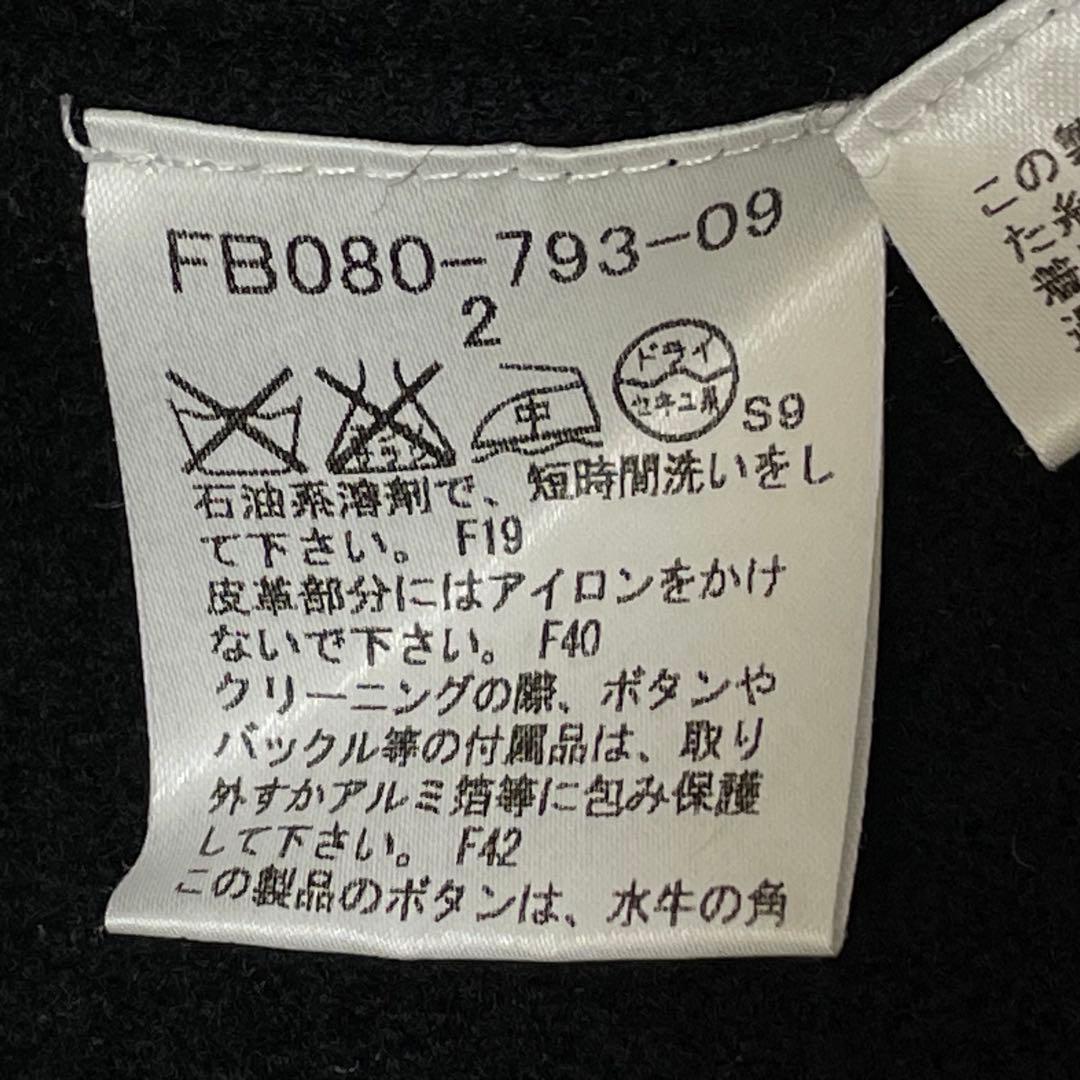 FB080-793-09
2
中
ドライ
セキユ系
S9
石油系溶剤で、短時間洗いをし
て下さい。 F19
皮革部分にはアイロンをかけ
ないで下さい。 F40
クリーニングの際、ボタンや
バックル等の付属品は、取り
外すかアルミ箔等に包み保護
して下さい。 F42
この製品のボタンは、水牛の角
この
た